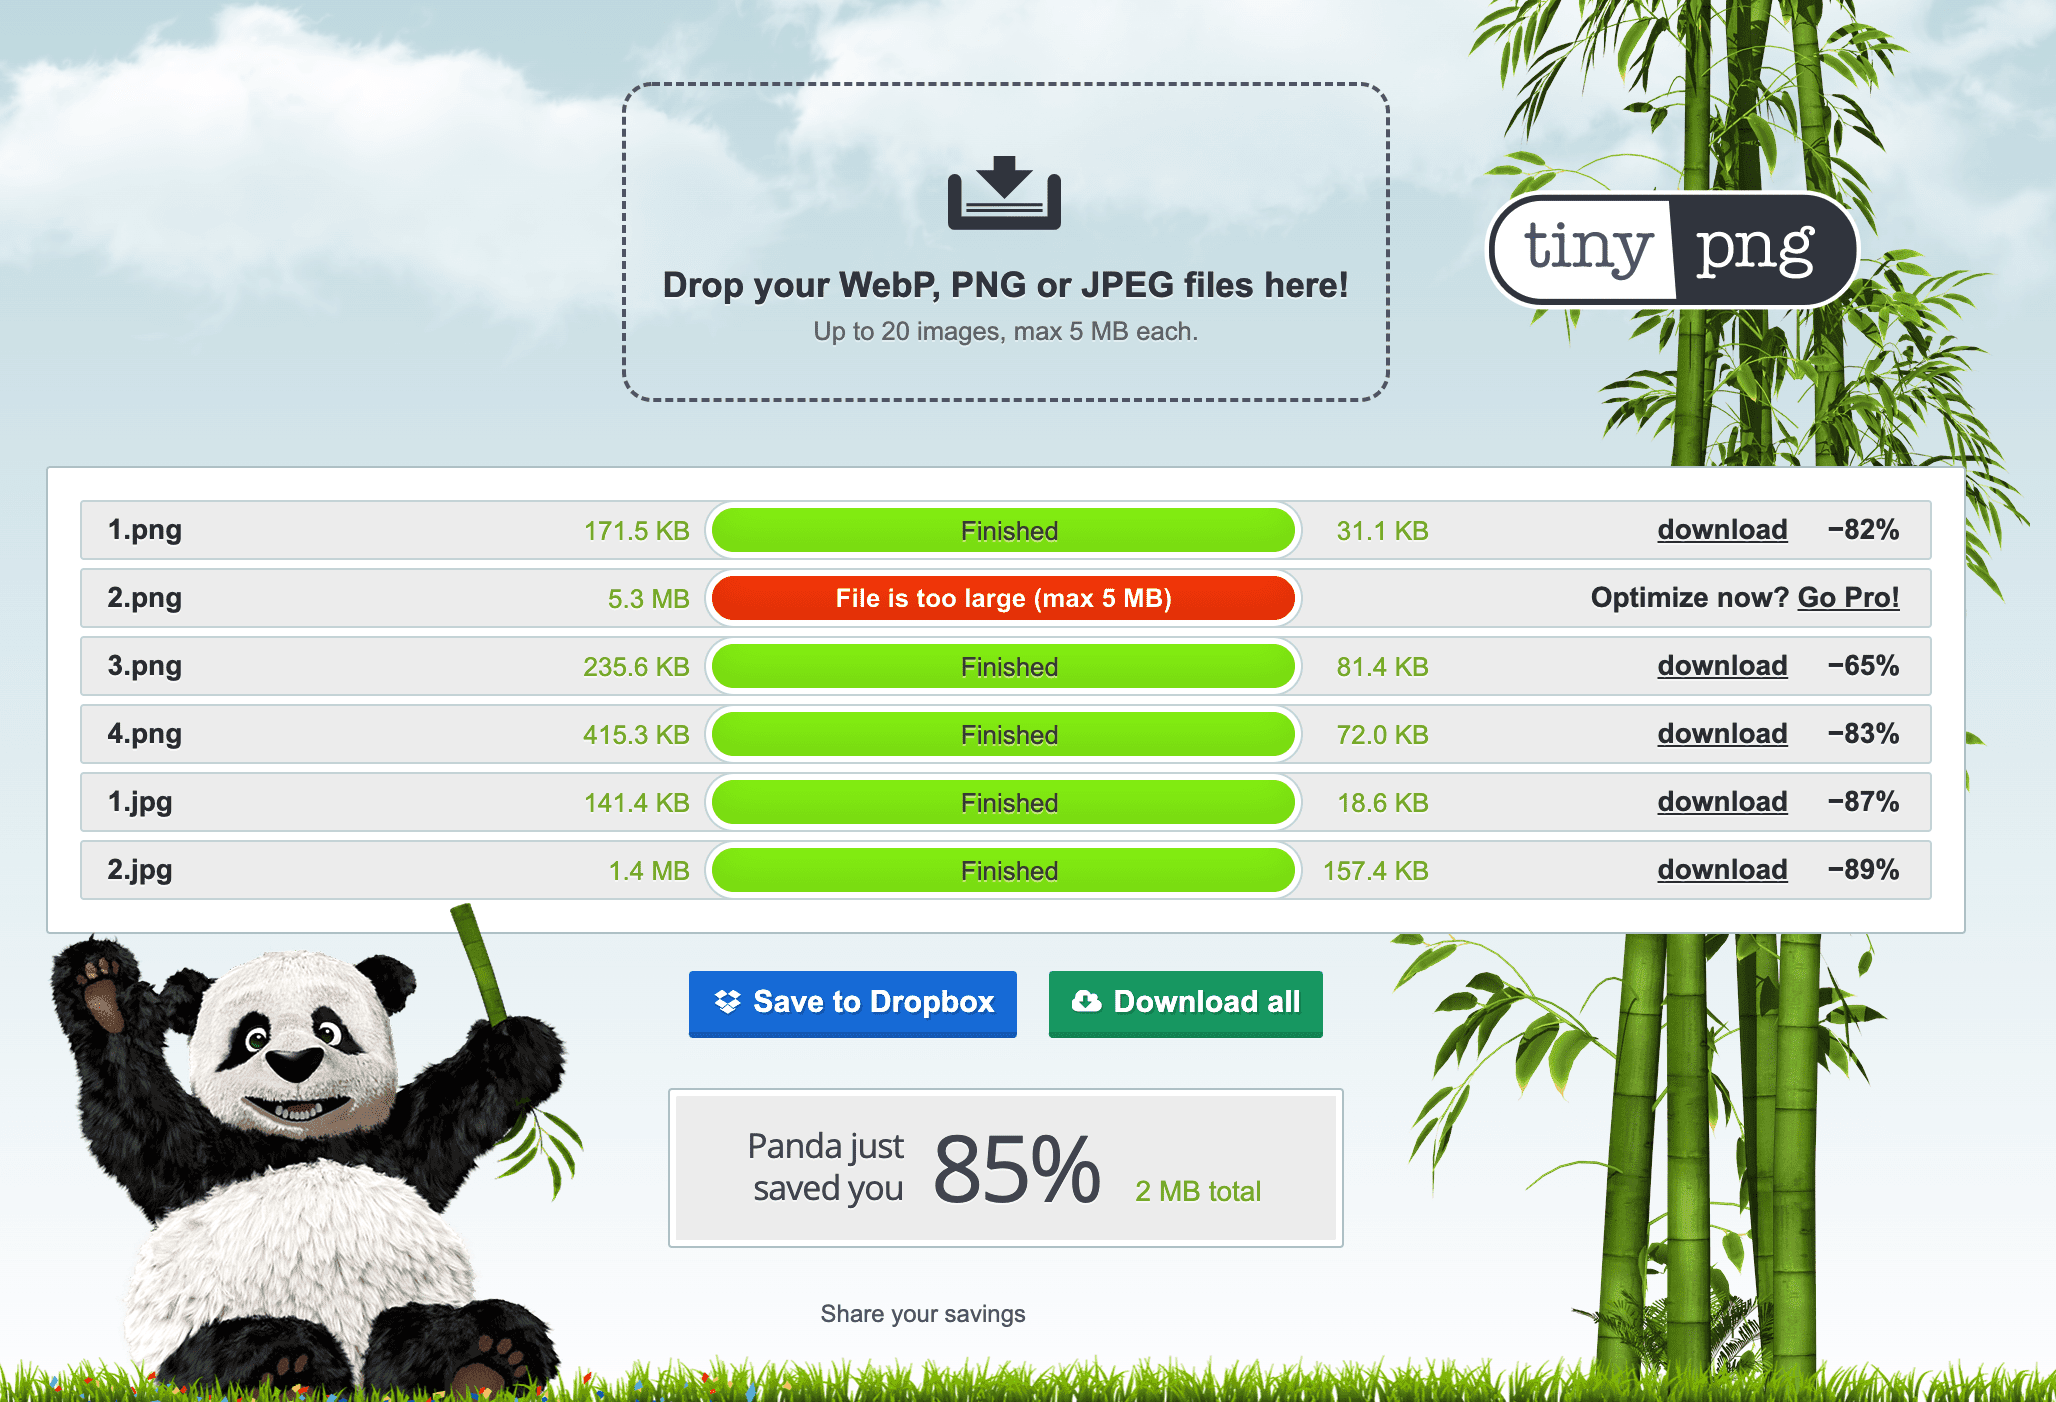 Drop your WebP, PNG or JPEG files here!
Up to 20 images, max 5 MB each.
tiny png
1.png 171.5 KB Finished 31.1 KB download −82%
2.png 5.3 MB File is too large (max 5 MB) Optimize now? Go Pro!
3.png 235.6 KB Finished 81.4 KB download −65%
4.png 415.3 KB Finished 72.0 KB download −83%
1.jpg 141.4 KB Finished 18.6 KB download −87%
2.jpg 1.4 MB Finished 157.4 KB download −89%
Save to Dropbox Download all
Panda just
saved you 85% 2 MB total
Share your savings